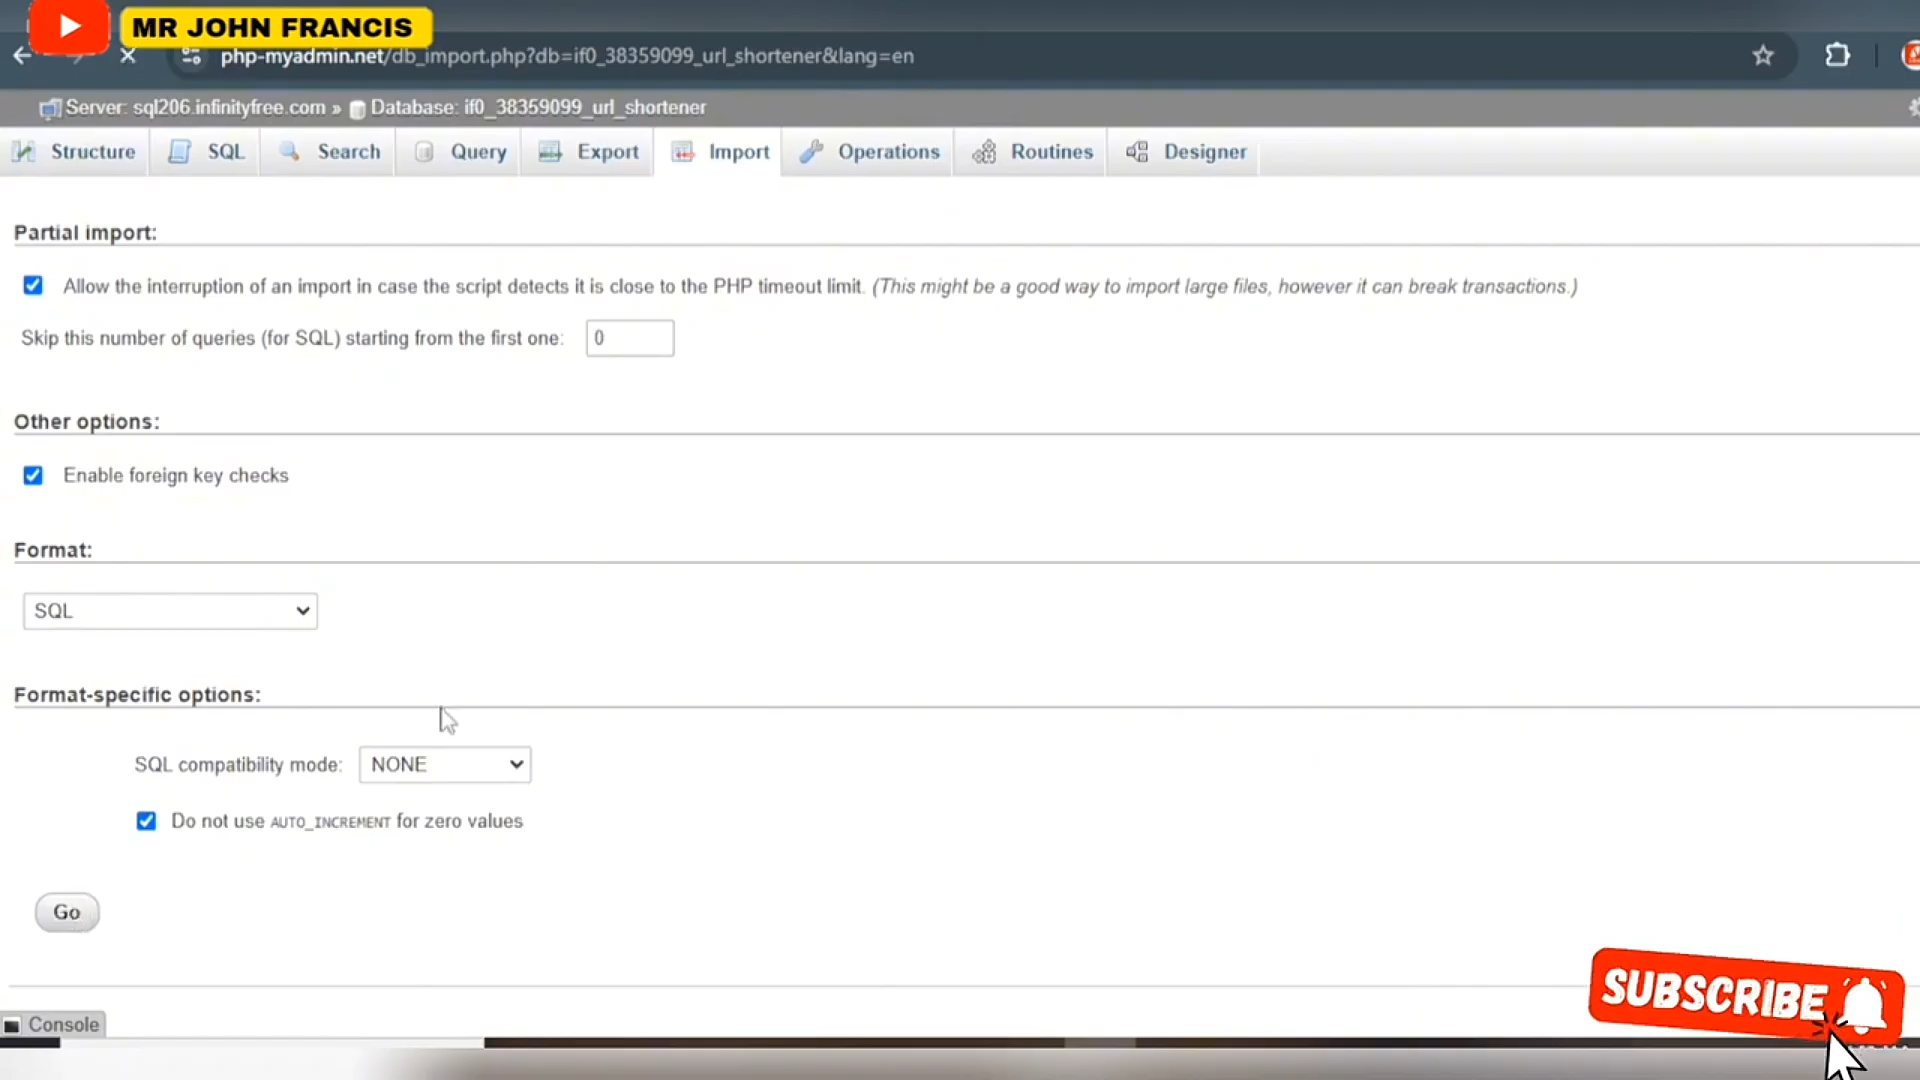 MR JOHN FRANCIS
php-myadmin.net/db_import.php?db=if0_38359099_url_shortener&lang=en
Server: sql206.infinityfree.com » Database: if0_38359099_url_shortener
Structure SQL Search Query Export Import Operations Routines Designer
Partial import:
Allow the interruption of an import in case the script detects it is close to the PHP timeout limit. (This might be a good way to import large files, however it can break transactions.)
Skip this number of queries (for SQL) starting from the first one: 0
Other options:
Enable foreign key checks
Format:
SQL
Format-specific options:
SQL compatibility mode: NONE
Do not use AUTO_INCREMENT for zero values
Go
SUBSCRIBE
Console